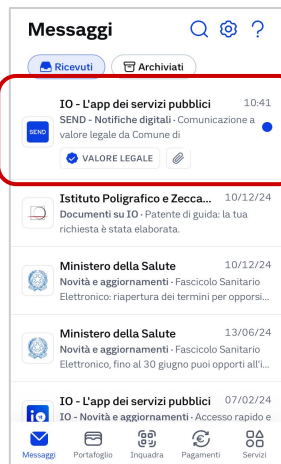 Messaggi
Ricevuti
Archiviati
IO - L'app dei servizi pubblici 10:41
SEND
SEND - Notifiche digitali · Comunicazione a
valore legale da Comune di
VALORE LEGALE
Istituto Poligrafico e Zecca... 10/12/24
Documenti su IO · Patente di guida: la tua
richiesta è stata elaborata.
Ministero della Salute 10/12/24
Novità e aggiornamenti · Fascicolo Sanitario
Elettronico: riapertura dei termini per opporsi...
Ministero della Salute 13/06/24
Novità e aggiornamenti · Fascicolo Sanitario
Elettronico, fino al 30 giugno puoi opporti all'i...
IO - L'app dei servizi pubblici 07/02/24
io
IO - Novità e aggiornamenti · Accesso rapido e
Messaggi
Portafoglio
Inquadra
Pagamenti
Servizi